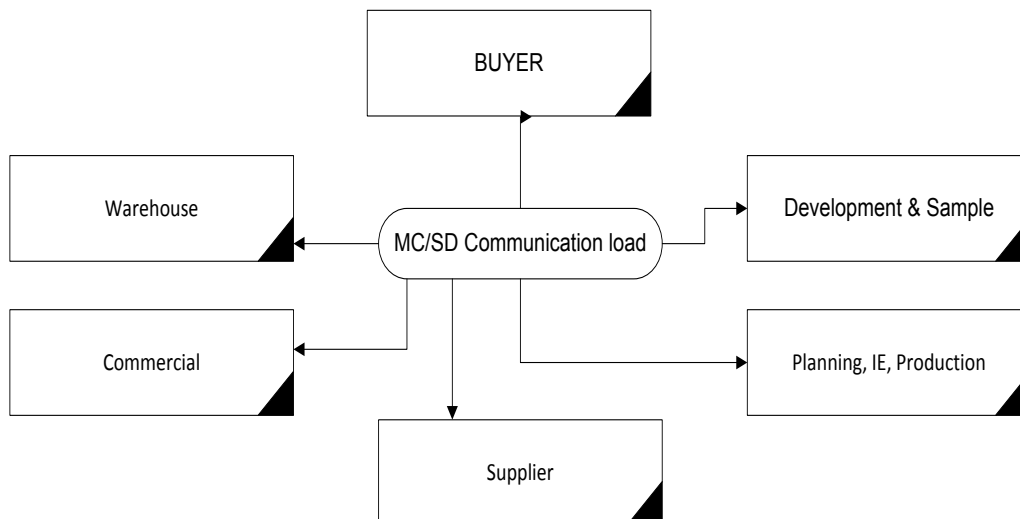 BUYER
Warehouse
MC/SD Communication load
Development & Sample
Commercial
Planning, IE, Production
Supplier